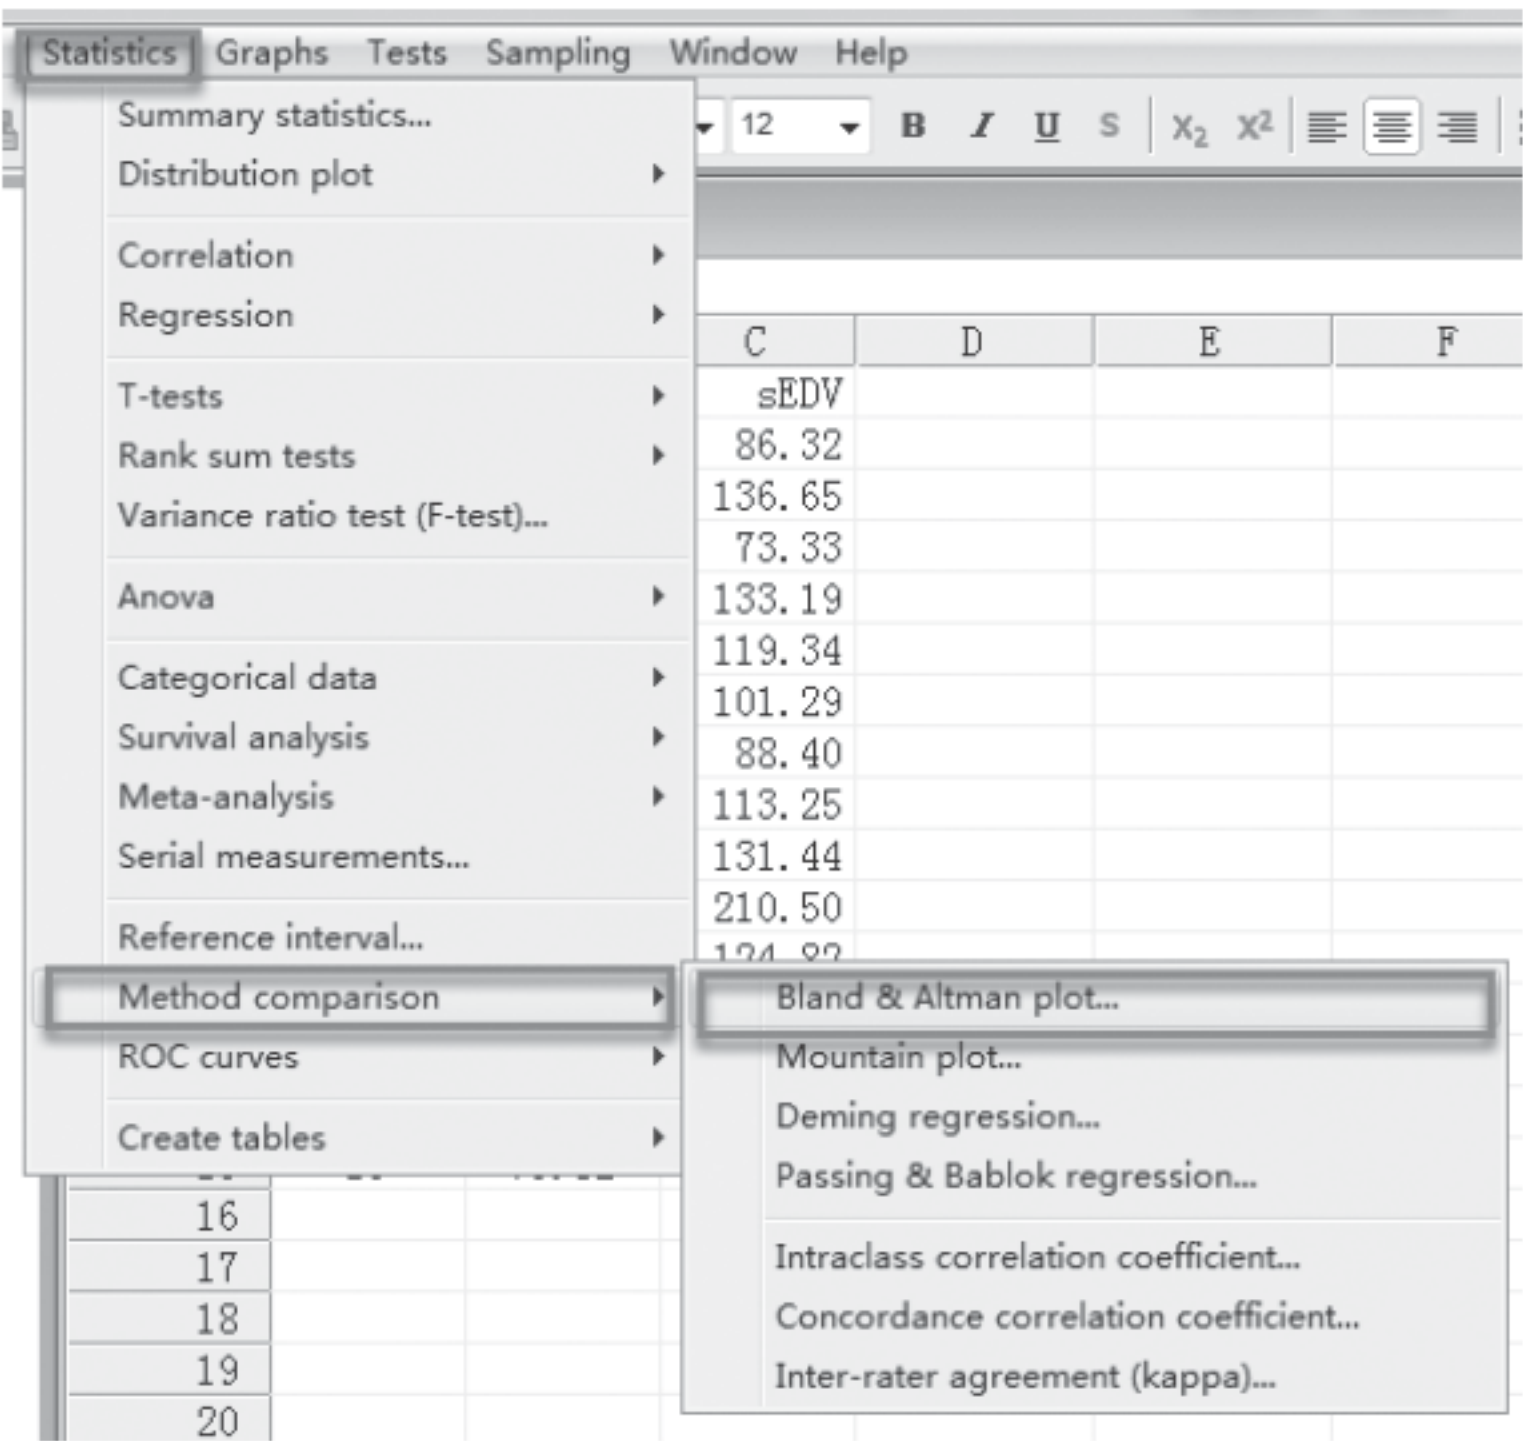 Statistics Graphs Tests Sampling Window Help
12 B I U S X₂ X²
Summary statistics...
Distribution plot
Correlation
Regression
T-tests
Rank sum tests
Variance ratio test (F-test)...
Anova
Categorical data
Survival analysis
Meta-analysis
Serial measurements...
Reference interval...
Method comparison
ROC curves
Create tables
C D E F
sEDV
86.32
136.65
73.33
133.19
119.34
101.29
88.40
113.25
131.44
210.50
Bland & Altman plot...
Mountain plot...
Deming regression...
Passing & Bablok regression...
Intraclass correlation coefficient...
Concordance correlation coefficient...
Inter-rater agreement (kappa)...
16
17
18
19
20